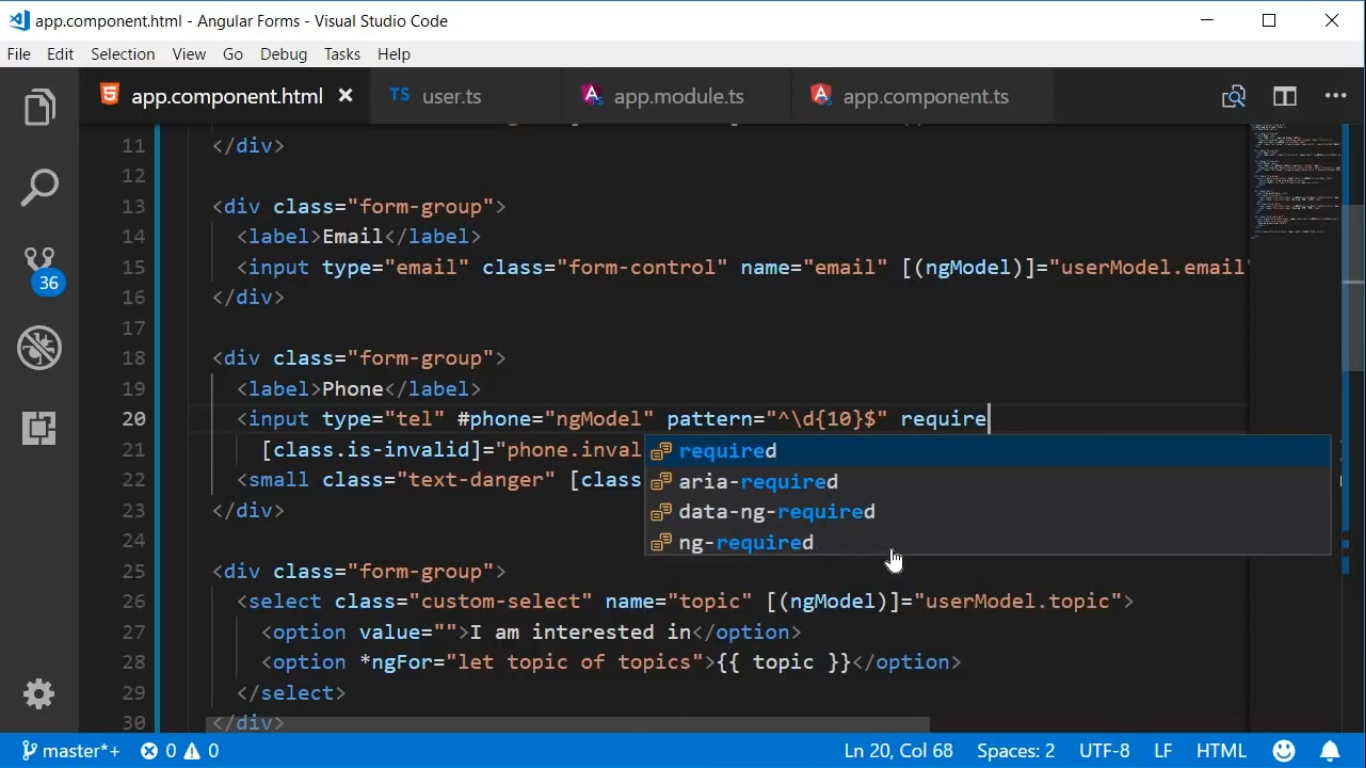 app.component.html - Angular Forms - Visual Studio Code
File Edit Selection View Go Debug Tasks Help
app.component.html TS user.ts app.module.ts app.component.ts
11 </div>
12
13 <div class="form-group">
14 <label>Email</label>
15 <input type="email" class="form-control" name="email" [(ngModel)]="userModel.email"
16 </div>
17
18 <div class="form-group">
19 <label>Phone</label>
20 <input type="tel" #phone="ngModel" pattern="^\d{10}$" require
21 [class.is-invalid]="phone.inval
required
22 <small class="text-danger" [class
aria-required
23 </div>
data-ng-required
24
ng-required
25 <div class="form-group">
26 <select class="custom-select" name="topic" [(ngModel)]="userModel.topic">
27 <option value="">I am interested in</option>
28 <option *ngFor="let topic of topics">{{ topic }}</option>
29 </select>
30 </div>
36
master*+ 0 0 Ln 20, Col 68 Spaces: 2 UTF-8 LF HTML